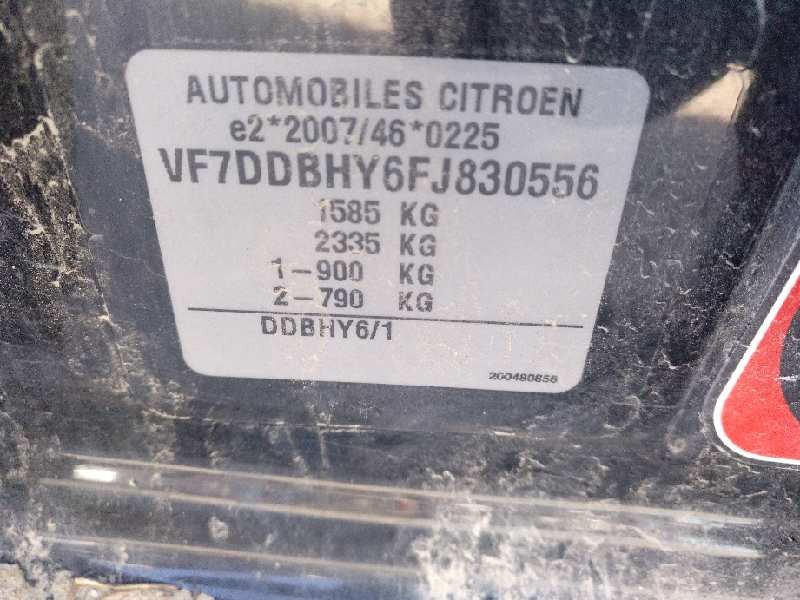 AUTOMOBILES CITROEN
e2*2007/46*0225
VF7DDBHY6FJ830556
1585 KG
2335 KG
1-900 KG
2-790 KG
DDBHY6/1
200480856